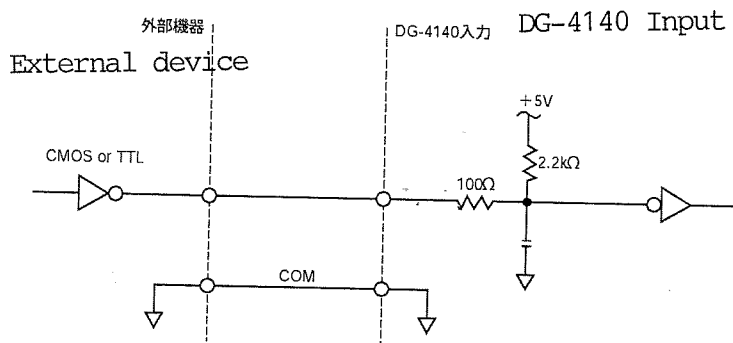 外部機器
DG-4140入力
DG-4140 Input
External device
+5V
2.2kΩ
CMOS or TTL
100Ω
COM